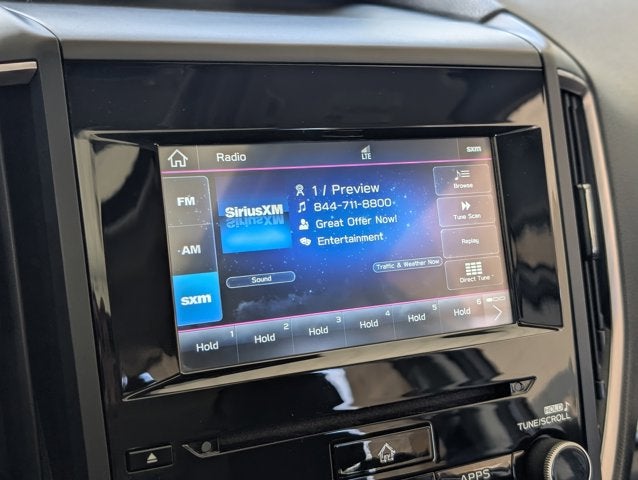 Radio
LTE
sxm
FM
AM
sxm
SiriusXM
1 / Preview
844-711-8800
Great Offer Now!
Entertainment
Browse
Tune Scan
Replay
Direct Tune
Sound
Traffic & Weather Now
Hold 1
Hold 2
Hold 3
Hold 4
Hold 5
Hold 6
HOLD
TUNE/SCROLL
APPS